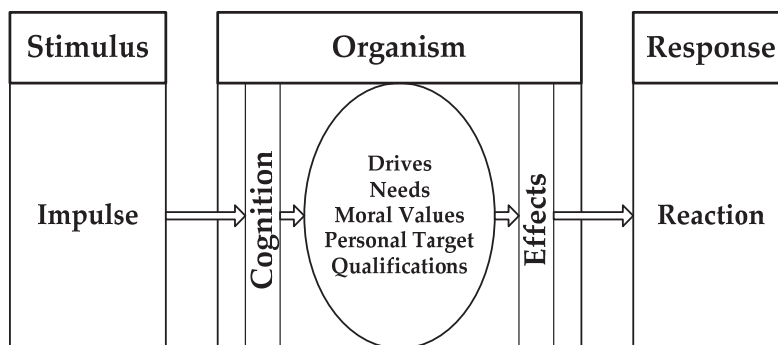 Stimulus
Organism
Response
Impulse
Cognition
Drives
Needs
Moral Values
Personal Target
Qualifications
Effects
Reaction